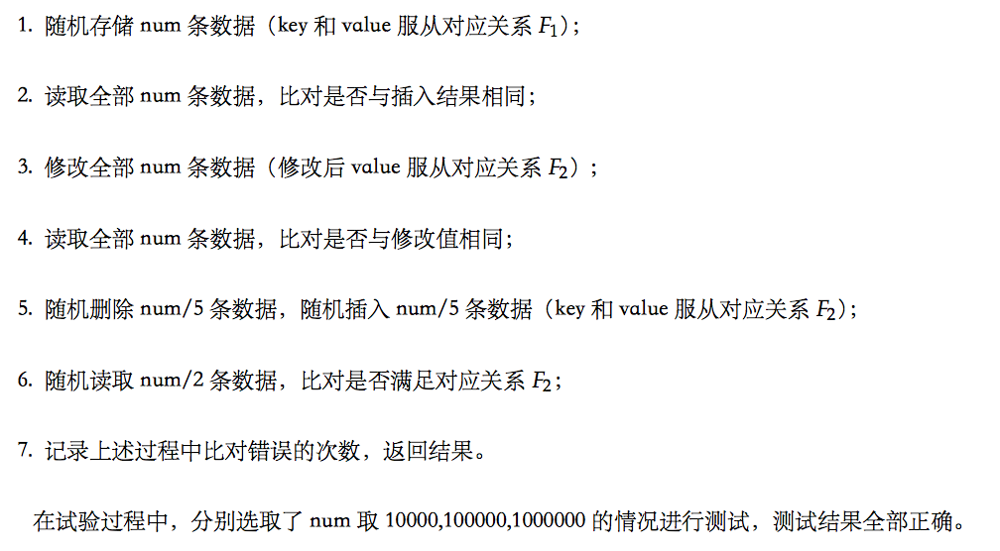 1. 随机存储 num 条数据（key 和 value 服从对应关系 F₁）；
2. 读取全部 num 条数据，比对是否与插入结果相同；
3. 修改全部 num 条数据（修改后 value 服从对应关系 F₂）；
4. 读取全部 num 条数据，比对是否与修改值相同；
5. 随机删除 num/5 条数据，随机插入 num/5 条数据（key 和 value 服从对应关系 F₂）；
6. 随机读取 num/2 条数据，比对是否满足对应关系 F₂；
7. 记录上述过程中比对错误的次数，返回结果。
在试验过程中，分别选取了 num 取 10000,100000,1000000 的情况进行测试，测试结果全部正确。